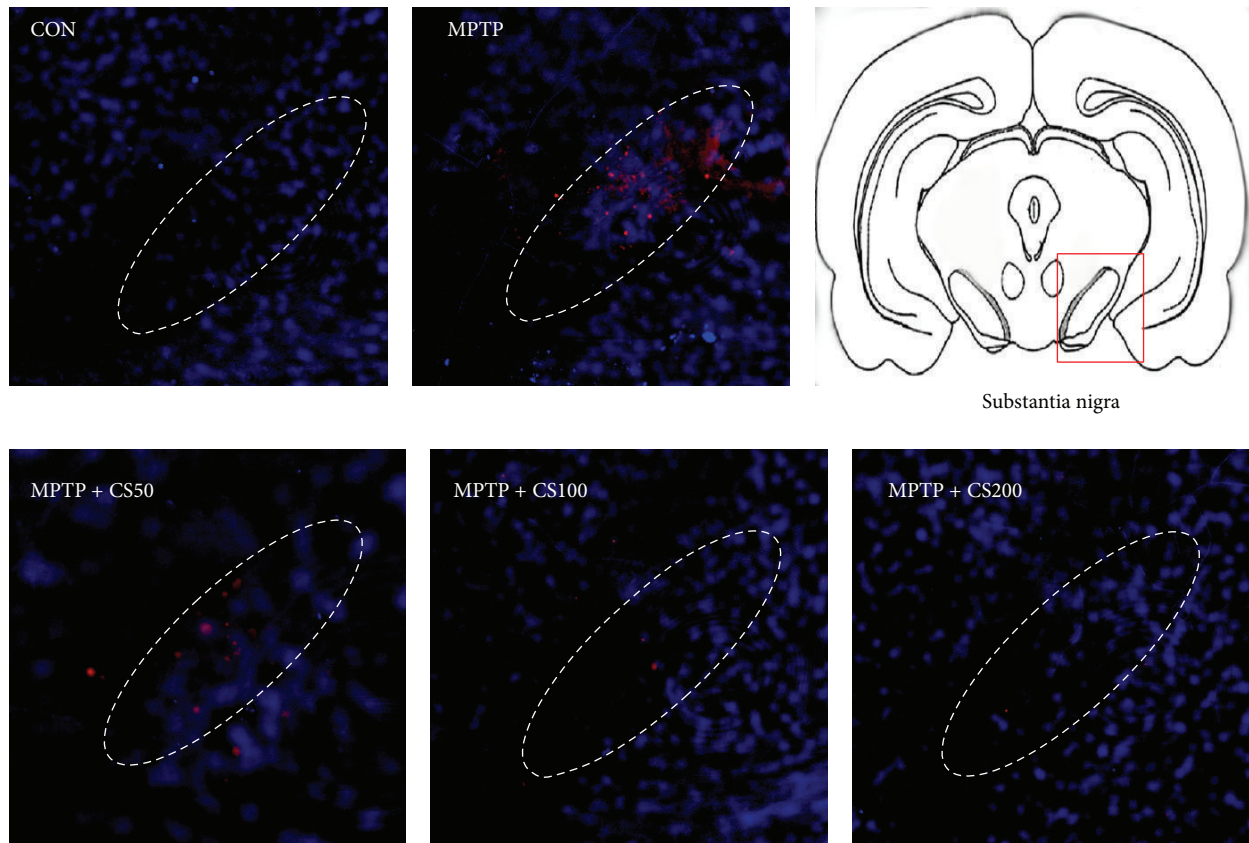 CON
MPTP
Substantia nigra
MPTP + CS50
MPTP + CS100
MPTP + CS200